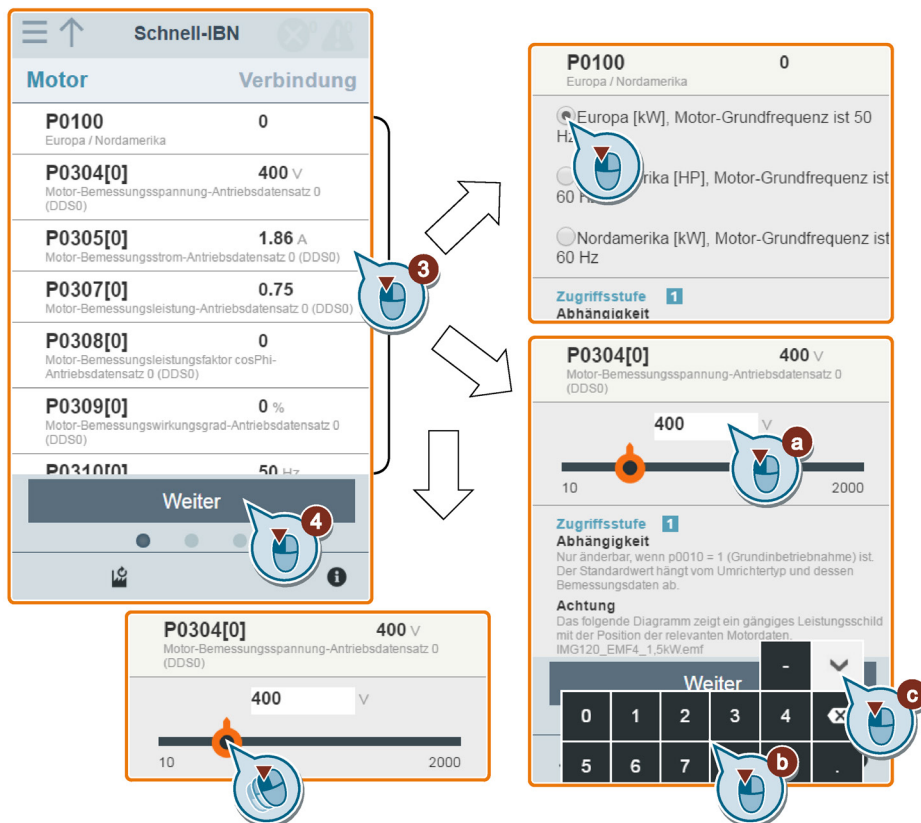 Schnell-IBN
Motor Verbindung
P0100 0
Europa / Nordamerika
P0304[0] 400 V
Motor-Bemessungsspannung-Antriebsdatensatz 0
(DDS0)
P0305[0] 1.86 A
Motor-Bemessungsstrom-Antriebsdatensatz 0 (DDS0)
P0307[0] 0.75
Motor-Bemessungsleistung-Antriebsdatensatz 0 (DDS0)
P0308[0] 0
Motor-Bemessungsleistungsfaktor cosPhi-
Antriebsdatensatz 0 (DDS0)
P0309[0] 0 %
Motor-Bemessungswirkungsgrad-Antriebsdatensatz 0
(DDS0)
P0310[0] 50 Hz
Weiter
3
4
P0100 0
Europa / Nordamerika
Europa [kW], Motor-Grundfrequenz ist 50
Hz
[HP], Motor-Grundfrequenz ist
60 Hz
Nordamerika [kW], Motor-Grundfrequenz ist
60 Hz
Zugriffsstufe 1
Abhängigkeit
P0304[0] 400 V
Motor-Bemessungsspannung-Antriebsdatensatz 0
(DDS0)
400 V
a
10 2000
Zugriffsstufe 1
Abhängigkeit
Nur änderbar, wenn p0010 = 1 (Grundinbetriebnahme) ist.
Der Standardwert hängt vom Umrichtertyp und dessen
Bemessungsdaten ab.
Achtung
Das folgende Diagramm zeigt ein gängiges Leistungsschild
mit der Position der relevanten Motordaten.
IMG120_EMF4_1,5kW.emf
Weiter
-
c
0 1 2 3 4
5 6 7 .
b
P0304[0] 400 V
Motor-Bemessungsspannung-Antriebsdatensatz 0
(DDS0)
400 V
10 2000